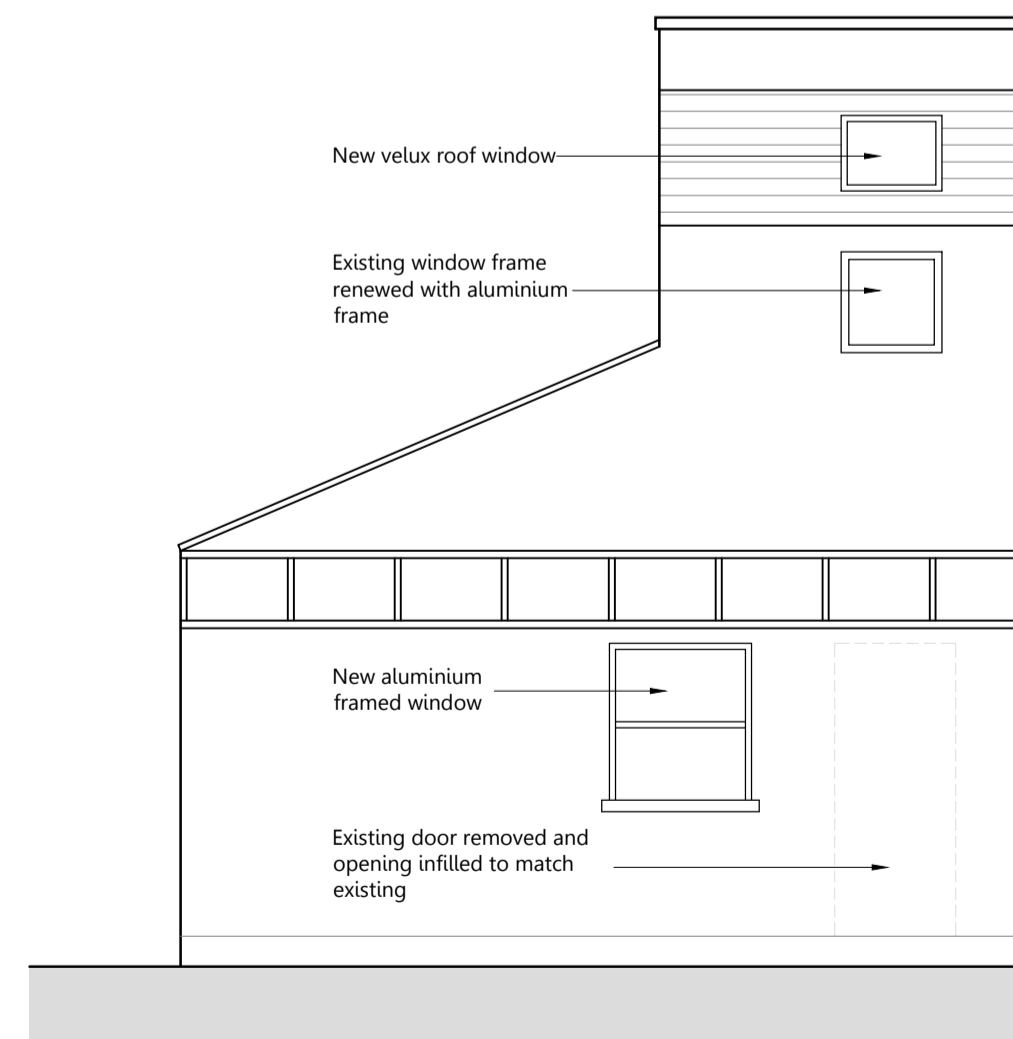 New velux roof window
Existing window frame
renewed with aluminium
frame
New aluminium
framed window
Existing door removed and
opening infilled to match
existing